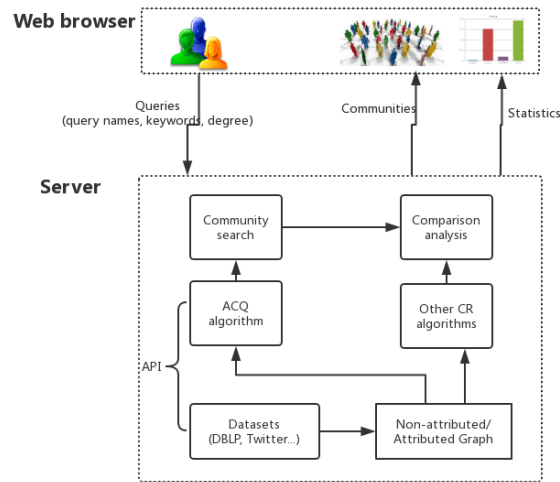 Web browser
Queries
(query names, keywords, degree)
Communities
Statistics
Server
Community
search
Comparison
analysis
ACQ
algorithm
Other CR
algorithms
API
Datasets
(DBLP, Twitter...)
Non-attributed/
Attributed Graph